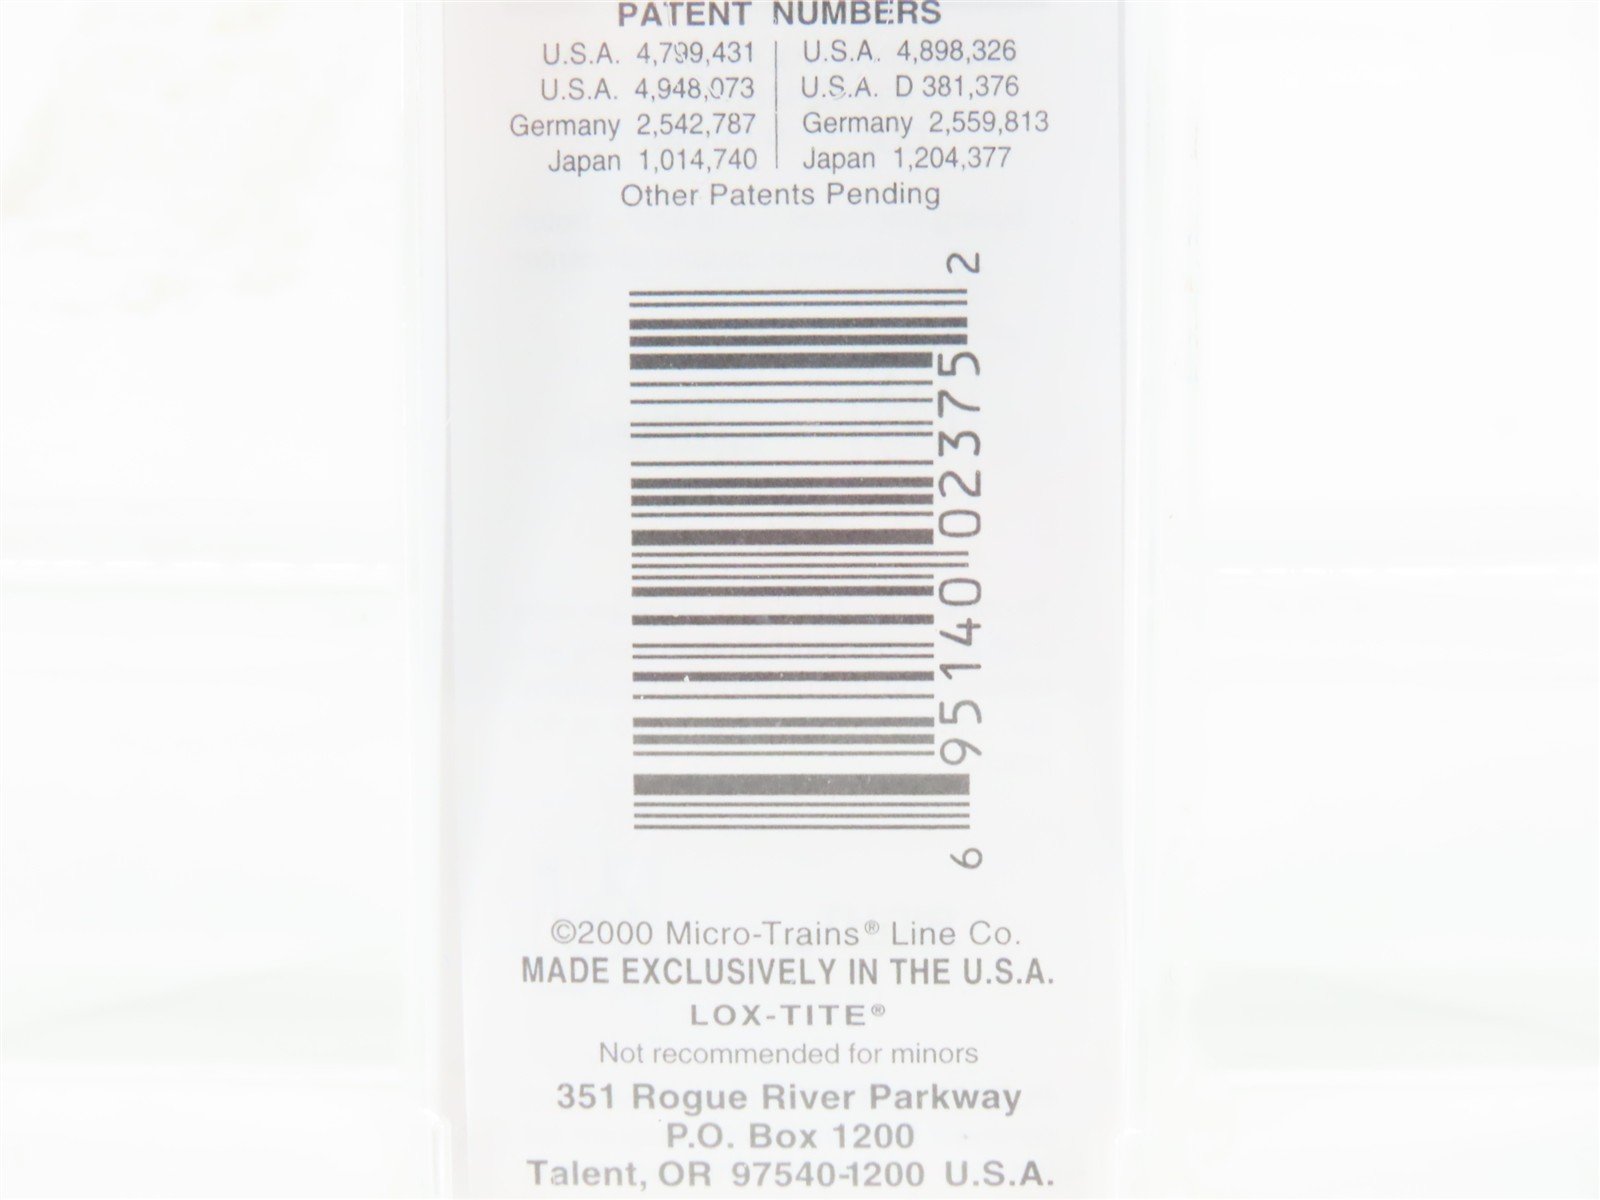 PATENT NUMBERS
U.S.A. 4,799,431 | U.S.A. 4,898,326
U.S.A. 4,948,073 | U.S.A. D 381,376
Germany 2,542,787 | Germany 2,559,813
Japan 1,014,740 | Japan 1,204,377
Other Patents Pending
6 95140 02375 2
©2000 Micro-Trains® Line Co.
MADE EXCLUSIVELY IN THE U.S.A.
LOX-TITE®
Not recommended for minors
351 Rogue River Parkway
P.O. Box 1200
Talent, OR 97540-1200 U.S.A.